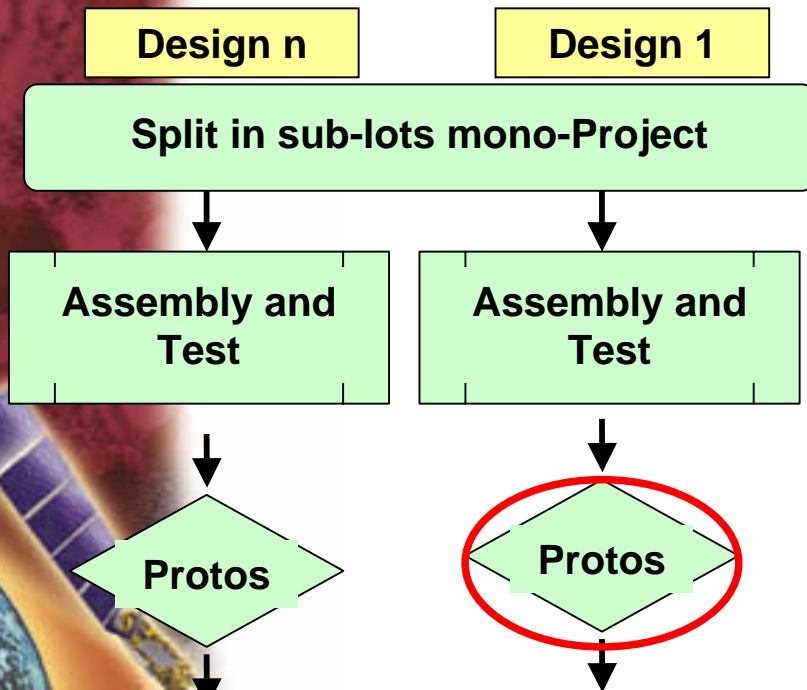 Design n
Design 1
Split in sub-lots mono-Project
Assembly and
Test
Assembly and
Test
Protos
Protos